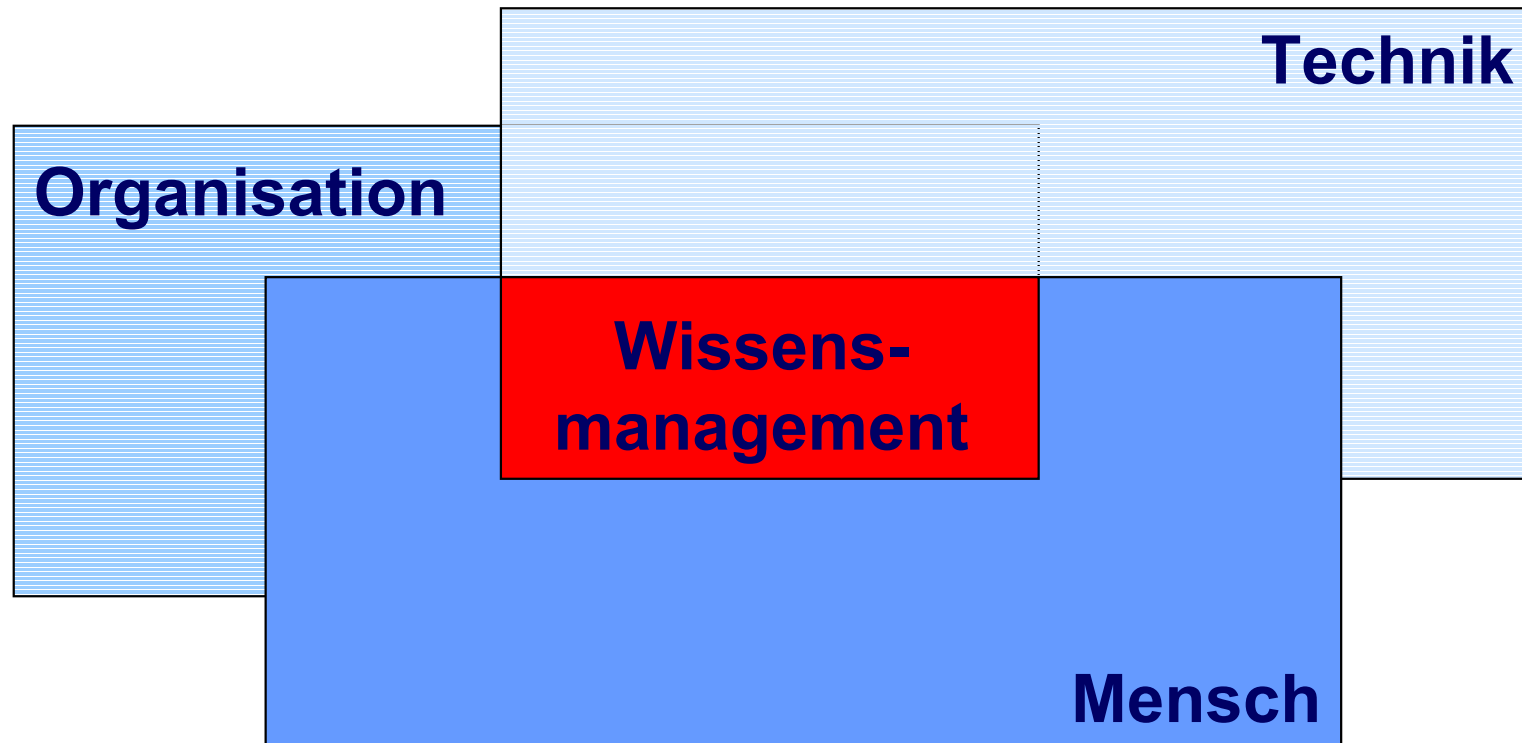 Technik
Organisation
Wissens-
management
Mensch